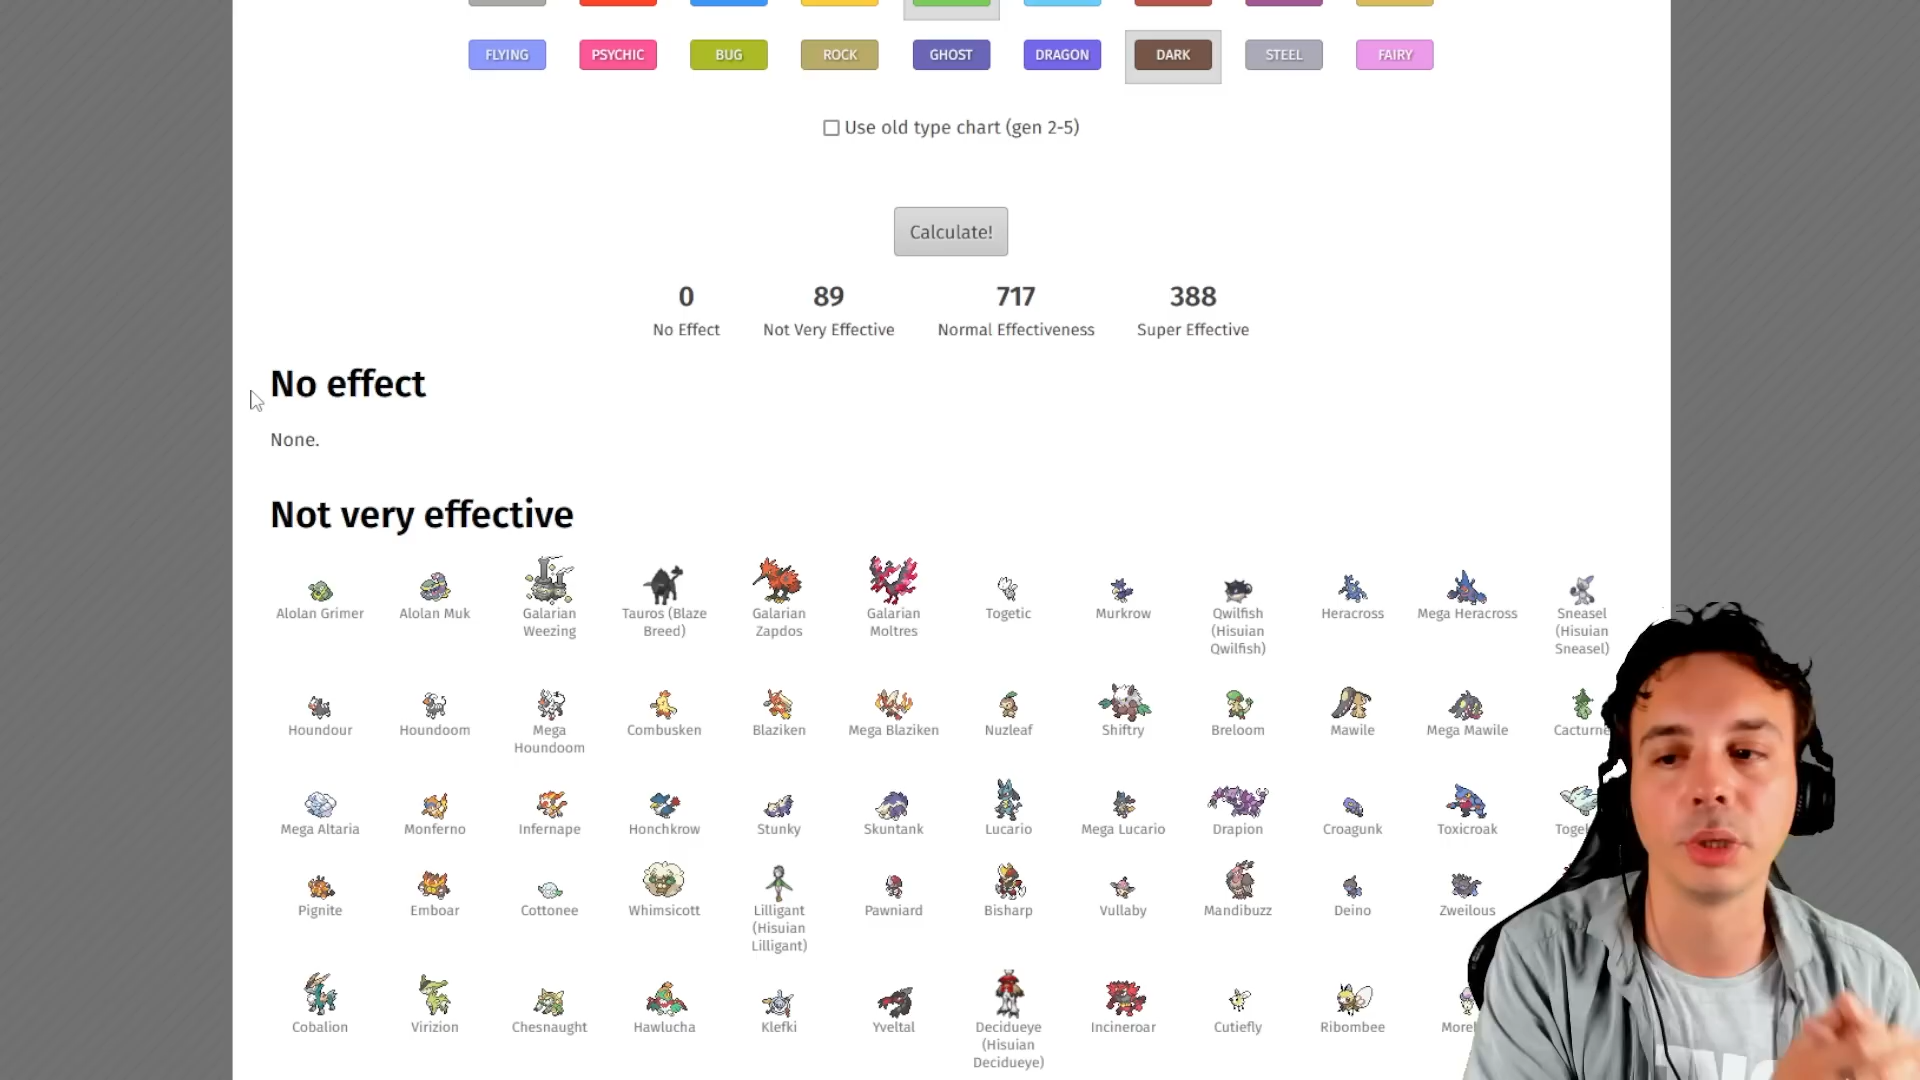 FLYING PSYCHIC BUG ROCK GHOST DRAGON DARK STEEL FAIRY
Use old type chart (gen 2-5)
Calculate!
0 89 717 388
No Effect Not Very Effective Normal Effectiveness Super Effective
No effect
None.
Not very effective
Alolan Grimer Alolan Muk Galarian Tauros (Blaze Galarian Galarian Togetic Murkrow Qwilfish Heracross Mega Heracross Sneasel
Weezing Breed) Zapdos Moltres (Hisuian (Hisuian
Qwilfish) Sneasel)
Houndour Houndoom Mega Combusken Blaziken Mega Blaziken Nuzleaf Shiftry Breloom Mawile Mega Mawile Cacturne
Houndoom
Mega Altaria Monferno Infernape Honchkrow Stunky Skuntank Lucario Mega Lucario Drapion Croagunk Toxicroak
Pignite Emboar Cottonee Whimsicott Lilligant Pawniard Bisharp Vullaby Mandibuzz Deino Zweilous
(Hisuian
Lilligant)
Cobalion Virizion Chesnaught Hawlucha Klefki Yveltal Decidueye Incineroar Cutiefly Ribombee
(Hisuian
Decidueye)